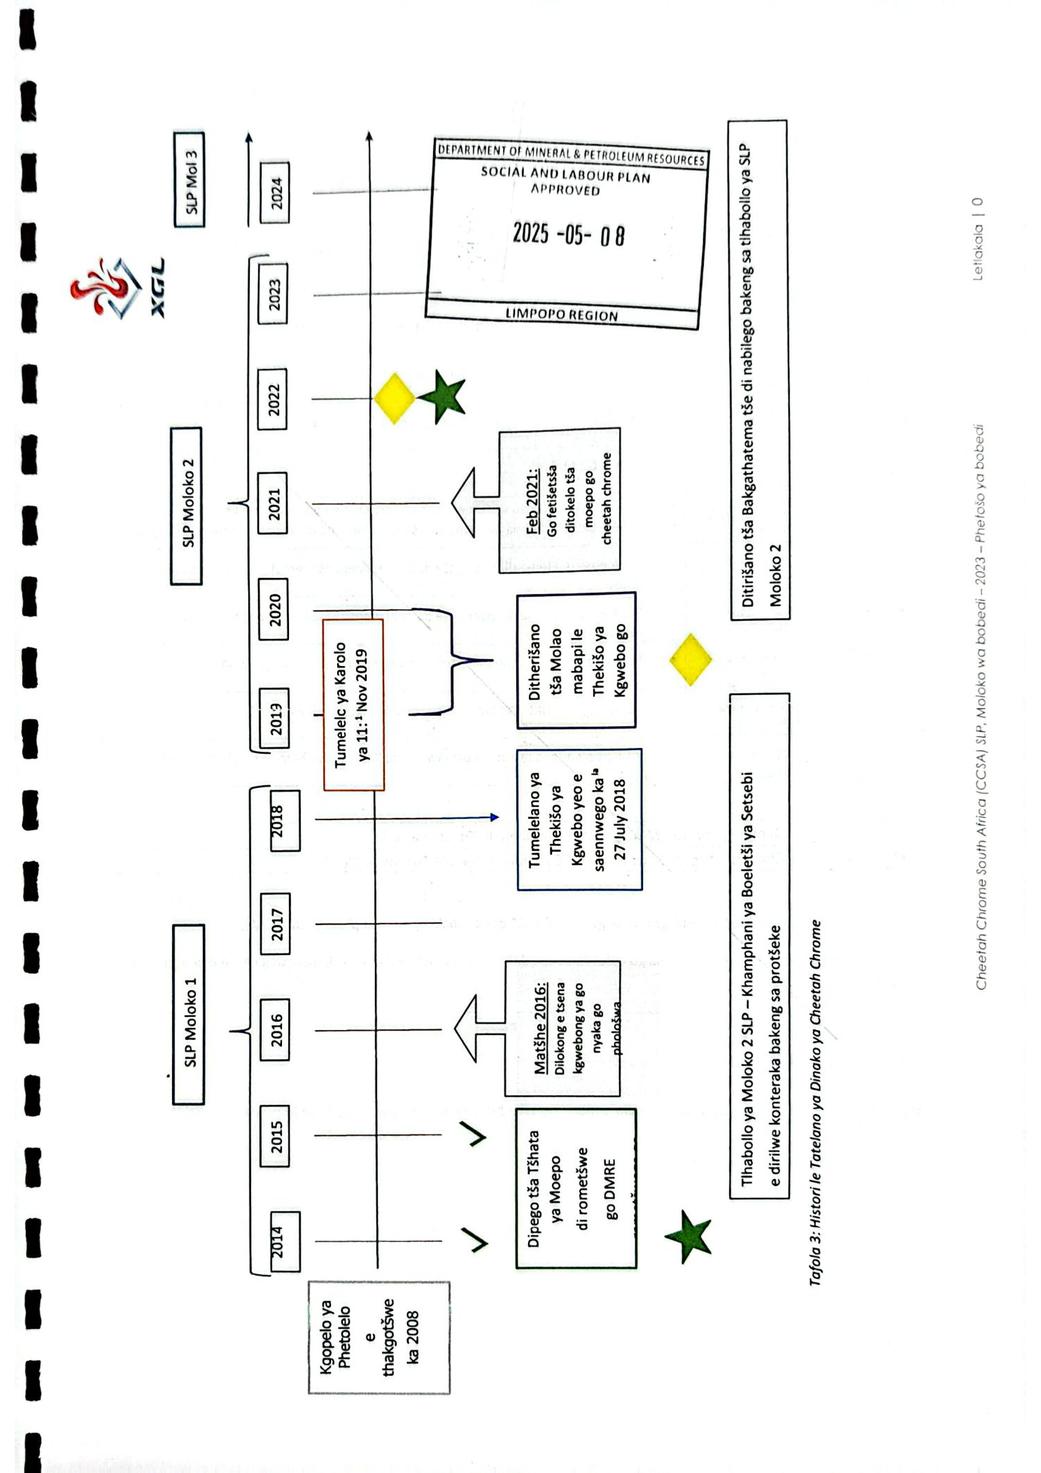 XGL
SLP Moloko 1
SLP Moloko 2
SLP Mol 3
2014
2015
2016
2017
2018
2019
2020
2021
2022
2023
2024
Kgopelo ya
Phetolelo
e
thakgotšwe
ka 2008
Tumelelc ya Karolo
ya 11:¹ Nov 2019
Dipego tša Tšhata
ya Moepo
di rometšwe
go DMRE
Matšhe 2016:
Dilokong e tsena
kgwebong ya go
nyaka go
phološwa
Tumelelano ya
Thekišo ya
Kgwebo yeo e
saennwego ka la
27 July 2018
Ditherišano
tša Molao
mabapi le
Thekišo ya
Kgwebo go
Feb 2021:
Go fetišetsša
ditokelo tša
moepo go
cheetah chrome
DEPARTMENT OF MINERAL & PETROLEUM RESOURCES
SOCIAL AND LABOUR PLAN
APPROVED
2025 -05- 08
LIMPOPO REGION
Tlhabollo ya Moloko 2 SLP – Khamphani ya Boeletši ya Setsebi
e dirilwe konteraka bakeng sa protšeke
Ditirišano tša Bakgathatema tše di nabilego bakeng sa tlhabollo ya SLP
Moloko 2
Tafola 3: Histori le Tatelano ya Dinako ya Cheetah Chrome
Cheetah Chrome South Africa (CCSA) SLP, Moloko wa bobedi – 2023 – Phetošo ya bobedi
Letlakala | 0